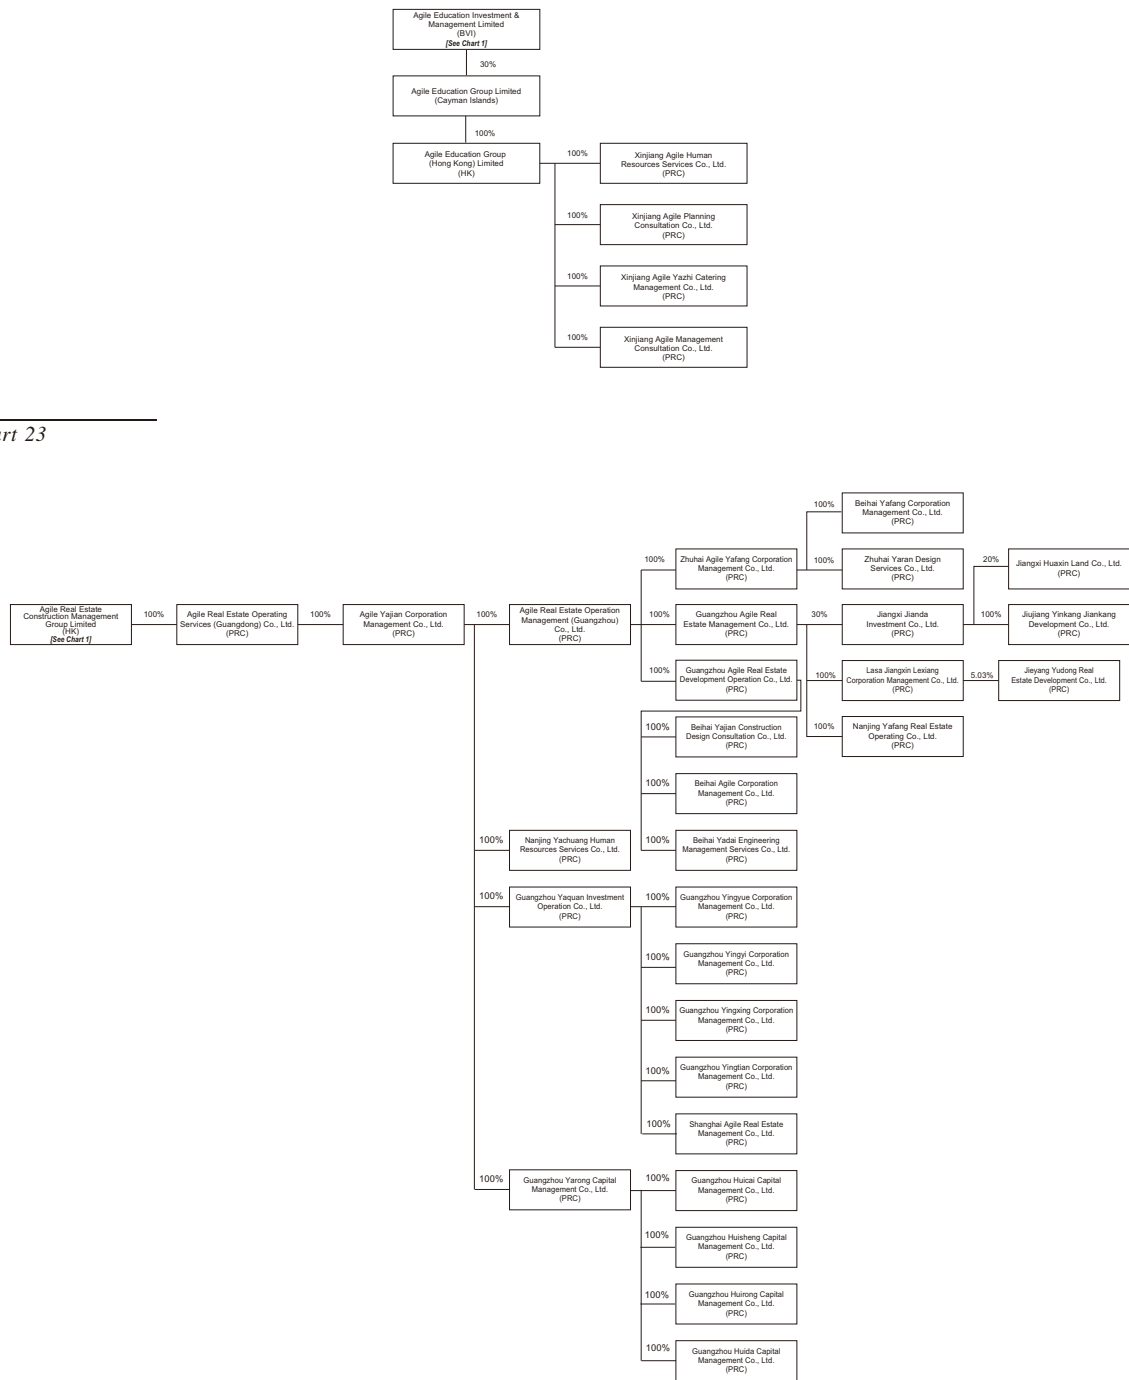 Agile Education Investment &
Management Limited
(BVI)
[See Chart 1]
30%
Agile Education Group Limited
(Cayman Islands)
100%
Agile Education Group
(Hong Kong) Limited
(HK)
100%
Xinjiang Agile Human
Resources Services Co., Ltd.
(PRC)
100%
Xinjiang Agile Planning
Consultation Co., Ltd.
(PRC)
100%
Xinjiang Agile Yazhi Catering
Management Co., Ltd.
(PRC)
100%
Xinjiang Agile Management
Consultation Co., Ltd.
(PRC)
art 23
Agile Real Estate
Construction Management
Group Limited
(HK)
[See Chart 1]
100%
Agile Real Estate Operating
Services (Guangdong) Co., Ltd.
(PRC)
100%
Agile Yajian Corporation
Management Co., Ltd.
(PRC)
100%
Agile Real Estate Operation
Management (Guangzhou)
Co., Ltd.
(PRC)
100%
Zhuhai Agile Yafang Corporation
Management Co., Ltd.
(PRC)
100%
Beihai Yafang Corporation
Management Co., Ltd.
(PRC)
100%
Zhuhai Yaran Design
Services Co., Ltd.
(PRC)
100%
Guangzhou Agile Real
Estate Management Co., Ltd.
(PRC)
30%
Jiangxi Jianda
Investment Co., Ltd.
(PRC)
20%
Jiangxi Huaxin Land Co., Ltd.
(PRC)
100%
Jiujiang Yinkang Jiankang
Development Co., Ltd.
(PRC)
100%
Lasa Jiangxin Lexiang
Corporation Management Co., Ltd.
(PRC)
5.03%
Jieyang Yudong Real
Estate Development Co., Ltd.
(PRC)
100%
Nanjing Yafang Real Estate
Operating Co., Ltd.
(PRC)
100%
Guangzhou Agile Real Estate
Development Operation Co., Ltd.
(PRC)
100%
Beihai Yajian Construction
Design Consultation Co., Ltd.
(PRC)
100%
Beihai Agile Corporation
Management Co., Ltd.
(PRC)
100%
Beihai Yadai Engineering
Management Services Co., Ltd.
(PRC)
100%
Nanjing Yachuang Human
Resources Services Co., Ltd.
(PRC)
100%
Guangzhou Yaquan Investment
Operation Co., Ltd.
(PRC)
100%
Guangzhou Yingyue Corporation
Management Co., Ltd.
(PRC)
100%
Guangzhou Yingyi Corporation
Management Co., Ltd.
(PRC)
100%
Guangzhou Yingxing Corporation
Management Co., Ltd.
(PRC)
100%
Guangzhou Yingtian Corporation
Management Co., Ltd.
(PRC)
100%
Shanghai Agile Real Estate
Management Co., Ltd.
(PRC)
100%
Guangzhou Yarong Capital
Management Co., Ltd.
(PRC)
100%
Guangzhou Huicai Capital
Management Co., Ltd.
(PRC)
100%
Guangzhou Huisheng Capital
Management Co., Ltd.
(PRC)
100%
Guangzhou Huirong Capital
Management Co., Ltd.
(PRC)
100%
Guangzhou Huida Capital
Management Co., Ltd.
(PRC)